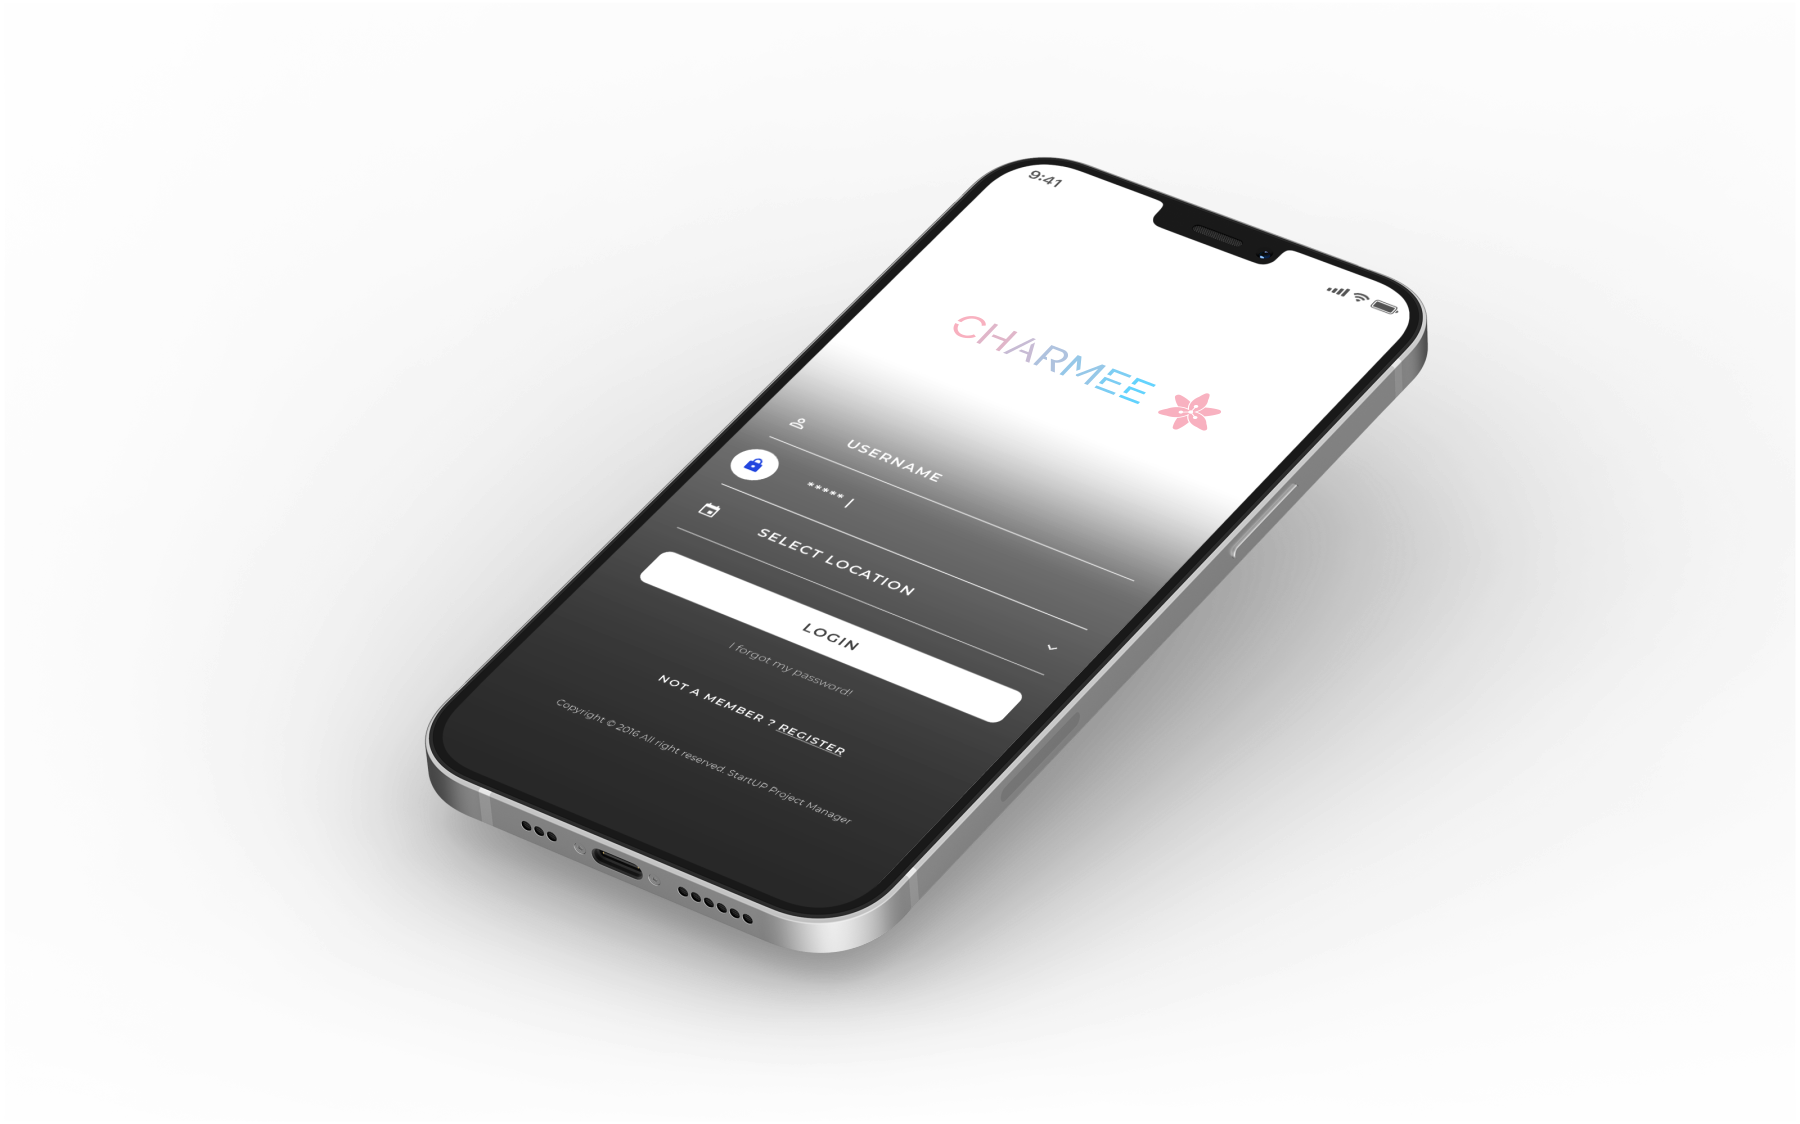 9:41
CHARMEE
USERNAME
***** |
SELECT LOCATION
LOGIN
I forgot my password!
NOT A MEMBER ? REGISTER
Copyright © 2016 All right reserved. StartUP Project Manager